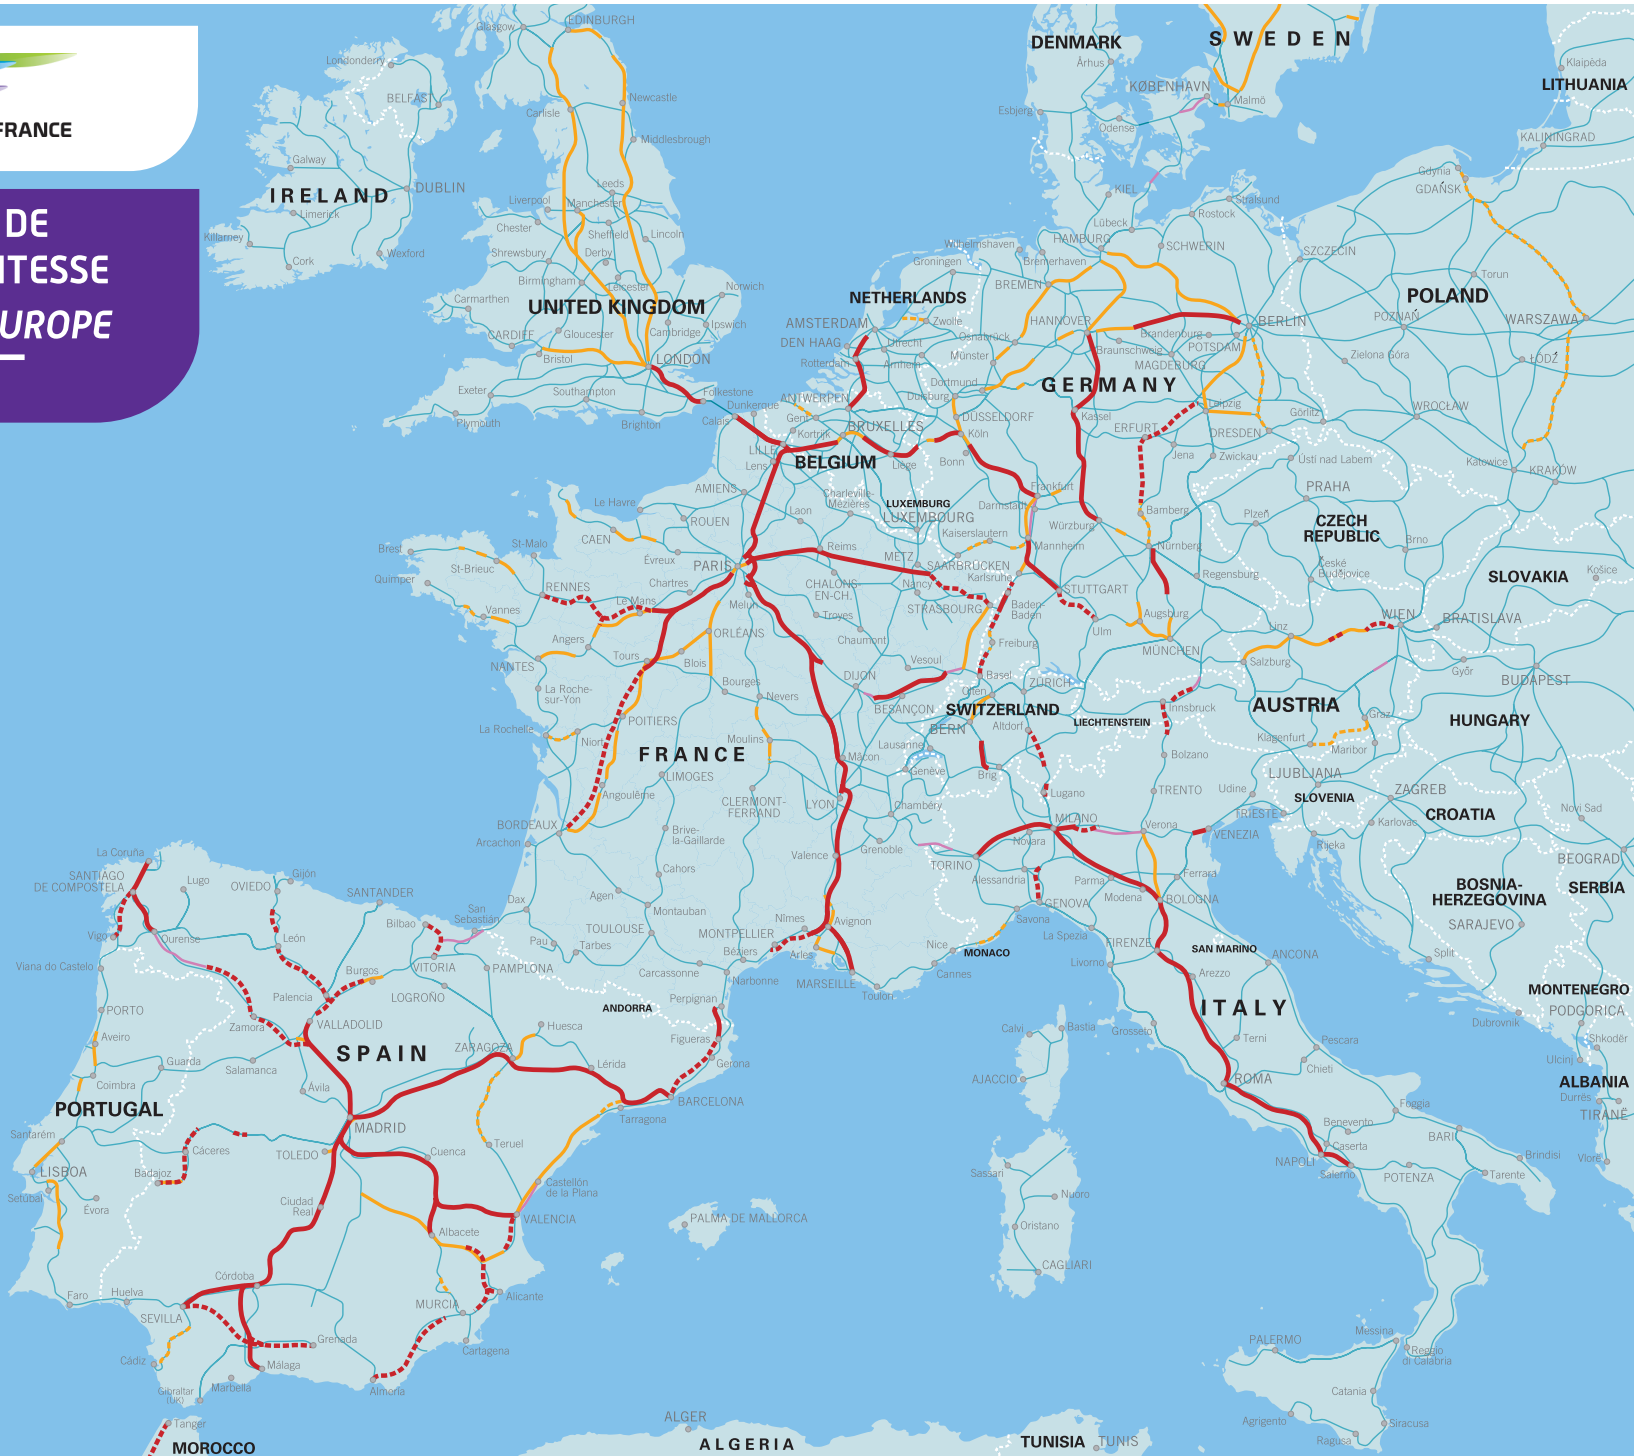 FRANCE
DE
ITESSE
UROPE
Glasgow
EDINBURGH
Londonderry
BELFAST
Carlisle
Newcastle
Middlesbrough
Galway
DUBLIN
IRELAND
Limerick
Killarney
Cork
Wexford
Leeds
Liverpool
Manchester
Chester
Sheffield
Lincoln
Shrewsbury
Derby
Birmingham
Leicester
Norwich
UNITED KINGDOM
Carmarthen
CARDIFF
Gloucester
Cambridge
Ipswich
Bristol
LONDON
Exeter
Southampton
Folkestone
Plymouth
Brighton
DENMARK
Århus
KØBENHAVN
Esbjerg
Odense
SWEDEN
Malmö
LITHUANIA
Klaipèda
KALININGRAD
Gdynia
GDAŃSK
KIEL
Stralsund
Rostock
Lübeck
HAMBURG
SCHWERIN
SZCZECIN
Wilhelmshaven
Groningen
Bremerhaven
BREMEN
Torun
POLAND
POZNAŃ
WARSZAWA
NETHERLANDS
AMSTERDAM
Zwolle
DEN HAAG
Utrecht
Osnabrück
HANNOVER
Brandenburg
BERLIN
Rotterdam
Arnhem
Münster
Braunschweig
POTSDAM
MAGDEBURG
Zielona Góra
ŁÓDŹ
Dortmund
GERMANY
Duisburg
Dunkerque
ANTWERPEN
Calais
Gent
DÜSSELDORF
Kassel
Leipzig
Görlitz
WROCŁAW
Kortrijk
BRUXELLES
Köln
ERFURT
DRESDEN
LILLE
Lens
BELGIUM
Liege
Bonn
Jena
Zwickau
Ústí nad Labem
Katowice
KRAKÓW
AMIENS
Charleville-
Mézières
LUXEMBURG
LUXEMBOURG
Frankfurt
Darmstadt
PRAHA
Le Havre
ROUEN
Laon
Bamberg
Plzeň
CZECH
REPUBLIC
Würzburg
CAEN
Kaiserslautern
Mannheim
Nürnberg
Brno
Brest
St-Malo
Évreux
Reims
METZ
SAARBRÜCKEN
Karlsruhe
Regensburg
České
Budějovice
SLOVAKIA
Košice
St-Brieuc
PARIS
Quimper
RENNES
Chartres
CHALONS-
EN-CH.
Nancy
STRASBOURG
Baden-
Baden
STUTTGART
Vannes
Le Mans
Melun
Troyes
Augsburg
Linz
WIEN
BRATISLAVA
Angers
ORLÉANS
Chaumont
Freiburg
Ulm
MÜNCHEN
Salzburg
Győr
BUDAPEST
NANTES
Tours
Blois
Vesoul
Basel
ZÜRICH
Bourges
Nevers
DIJON
Olten
La Roche-
sur-Yon
BESANÇON
SWITZERLAND
Innsbruck
AUSTRIA
POITIERS
BERN
Altdorf
LIECHTENSTEIN
Graz
HUNGARY
La Rochelle
Niort
Moulins
Lausanne
Klagenfurt
Maribor
FRANCE
Mâcon
Genève
Brig
Bolzano
LIMOGES
LJUBLJANA
Angoulême
CLERMONT-
FERRAND
LYON
Chambéry
Lugano
TRENTO
Udine
SLOVENIA
ZAGREB
CROATIA
Novi Sad
BORDEAUX
Brive-
la-Gaillarde
MILANO
Verona
TRIESTE
Karlovas
Arcachon
Valence
Grenoble
Novara
VENEZIA
Rijeka
TORINO
BEOGRAD
La Coruña
Cahors
Alessandria
Parma
Ferrara
BOSNIA-
HERZEGOVINA
SERBIA
SANTIAGO
DE COMPOSTELA
Lugo
OVIEDO
Gijón
SANTANDER
Agen
Modena
BOLOGNA
Dax
Montauban
Nîmes
Avignon
GENOVA
Savona
SARAJEVO
Bilbao
San
Sebastián
TOULOUSE
MONTPELLIER
La Spezia
FIRENZE
SAN MARINO
Vigo
Ourense
León
Pau
Tarbes
Béziers
Arles
Nice
MONACO
ANCONA
Split
Viana do Castelo
VITORIA
PAMPLONA
Carcassonne
Narbonne
MARSEILLE
Cannes
Livorno
Arezzo
Burgos
LOGROÑO
Toulon
MONTENEGRO
Palencia
Perpignan
ITALY
PODGORICA
PORTO
Zamora
VALLADOLID
ANDORRA
Huesca
Calvi
Bastia
Grosseto
Dubrovnik
Aveiro
Figueras
Terni
Pescara
Shkodër
SPAIN
ZARAGOZA
Guarda
Salamanca
Lérida
Gerona
Chieti
Ulcinj
Coimbra
Ávila
AJACCIO
ROMA
ALBANIA
PORTUGAL
BARCELONA
Durrës
Tarragona
Foggia
TIRANË
Santarém
MADRID
Benevento
BARI
Cáceres
TOLEDO
Cuenca
Teruel
Caserta
NAPOLI
Brindisi
Vlorë
LISBOA
Badajoz
Sassari
Salerno
POTENZA
Tarente
Setúbal
Castellón
de la Plana
Nuoro
Évora
Ciudad
Real
VALENCIA
PALMA DE MALLORCA
Oristano
Albacete
CAGLIARI
Córdoba
Faro
Huelva
Alicante
SEVILLA
MURCIA
Grenada
Cartagena
Messina
PALERMO
Cádiz
Málaga
Reggio
di Calabria
Gibraltar
(UK)
Marbella
Almería
Catania
Tanger
ALGER
Agrigento
Siracusa
Ragusa
MOROCCO
ALGERIA
TUNISIA
TUNIS